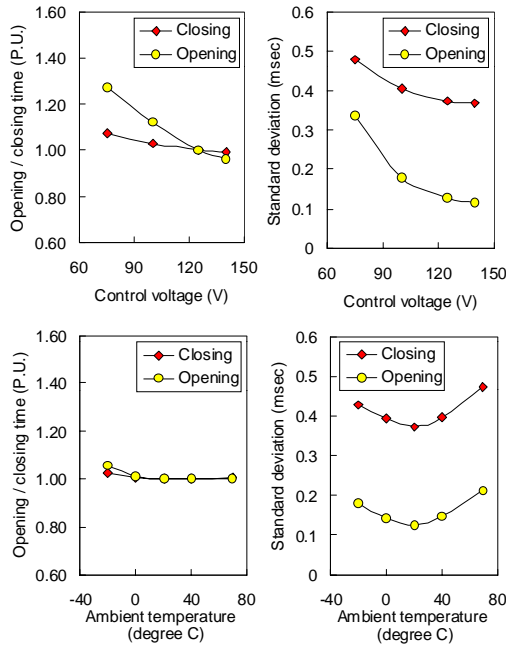 Opening / closing time (P.U.)
1.60
1.40
1.20
1.00
0.80
0.60
Closing
Opening
60 90 120 150
Control voltage (V)
Standard deviation (msec)
0.6
0.5
0.4
0.3
0.2
0.1
0
Closing
Opening
60 90 120 150
Control voltage (V)
Opening / closing time (P.U.)
1.60
1.40
1.20
1.00
0.80
0.60
Closing
Opening
-40 0 40 80
Ambient temperature
(degree C)
Standard deviation (msec)
0.6
0.5
0.4
0.3
0.2
0.1
0
Closing
Opening
-40 0 40 80
Ambient temperature
(degree C)